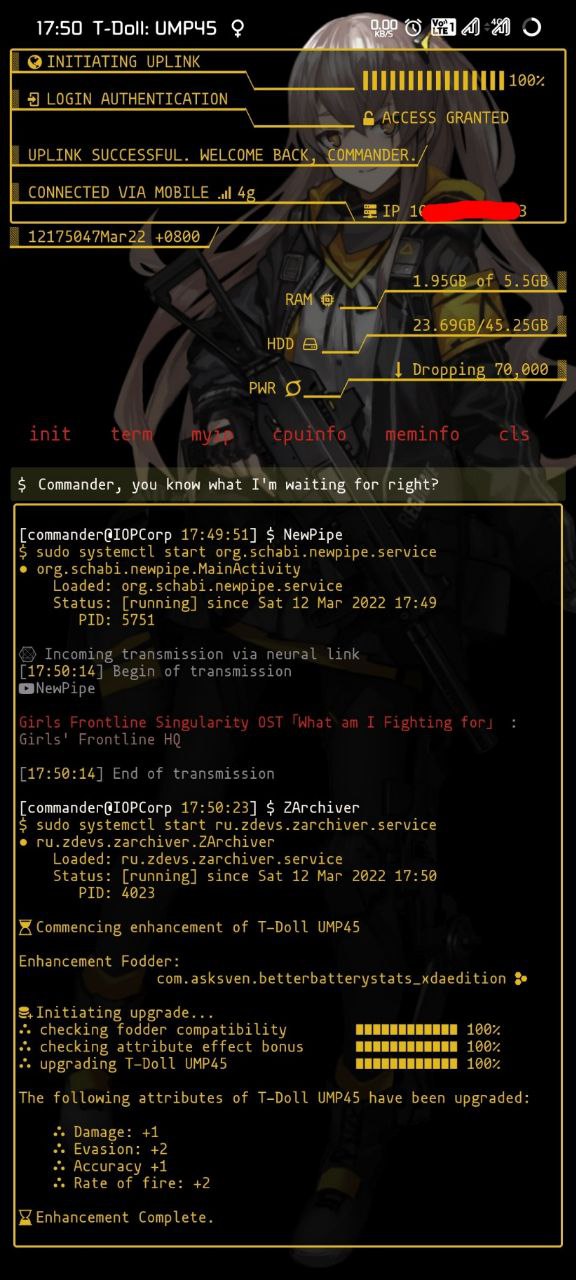 17:50 T-Doll: UMP45 ♀
0.00 KB/S Vo LTE 1 4G
INITIATING UPLINK
100%
LOGIN AUTHENTICATION
ACCESS GRANTED
UPLINK SUCCESSFUL. WELCOME BACK, COMMANDER.
CONNECTED VIA MOBILE 4g
IP 1 3
12175047Mar22 +0800
1.95GB of 5.5GB
RAM
23.69GB/45.25GB
HDD
↓ Dropping 70,000
PWR
init term myip cpuinfo meminfo cls
$ Commander, you know what I'm waiting for right?
[commander@IOPCorp 17:49:51] $ NewPipe
$ sudo systemctl start org.schabi.newpipe.service
● org.schabi.newpipe.MainActivity
Loaded: org.schabi.newpipe.service
Status: [running] since Sat 12 Mar 2022 17:49
PID: 5751
Incoming transmission via neural link
[17:50:14] Begin of transmission
NewPipe
Girls Frontline Singularity OST「What am I Fighting for」 :
Girls' Frontline HQ
[17:50:14] End of transmission
[commander@IOPCorp 17:50:23] $ ZArchiver
$ sudo systemctl start ru.zdevs.zarchiver.service
● ru.zdevs.zarchiver.ZArchiver
Loaded: ru.zdevs.zarchiver.service
Status: [running] since Sat 12 Mar 2022 17:50
PID: 4023
Commencing enhancement of T-Doll UMP45
Enhancement Fodder:
com.asksven.betterbatterystats_xdaedition
Initiating upgrade...
∴ checking fodder compatibility 100%
∴ checking attribute effect bonus 100%
∴ upgrading T-Doll UMP45 100%
The following attributes of T-Doll UMP45 have been upgraded:
∴ Damage: +1
∴ Evasion: +2
∴ Accuracy +1
∴ Rate of fire: +2
Enhancement Complete.